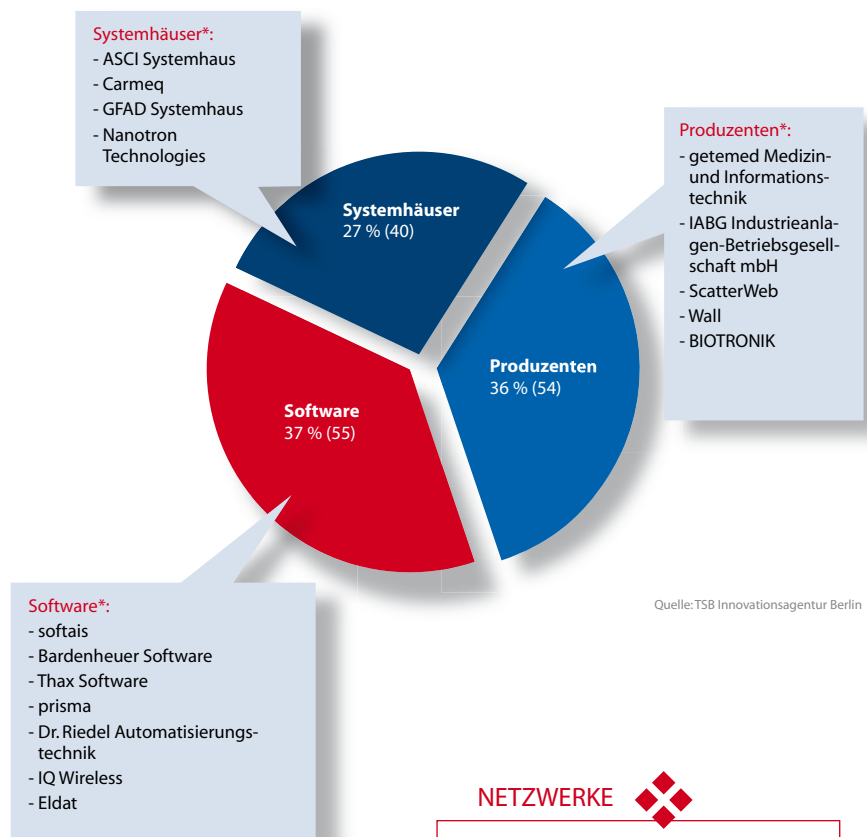 Systemhäuser*:
- ASCI Systemhaus
- Carmeq
- GFAD Systemhaus
- Nanotron
Technologies
Produzenten*:
- getemed Medizin-
und Informations-
technik
- IABG Industrieanla-
gen-Betriebsgesell-
schaft mbH
- ScatterWeb
- Wall
- BIOTRONIK
Systemhäuser
27 % (40)
Produzenten
36 % (54)
Software
37 % (55)
Quelle: TSB Innovationsagentur Berlin
Software*:
- softais
- Bardenheuer Software
- Thax Software
- prisma
- Dr. Riedel Automatisierungs-
technik
- IQ Wireless
- Eldat
NETZWERKE